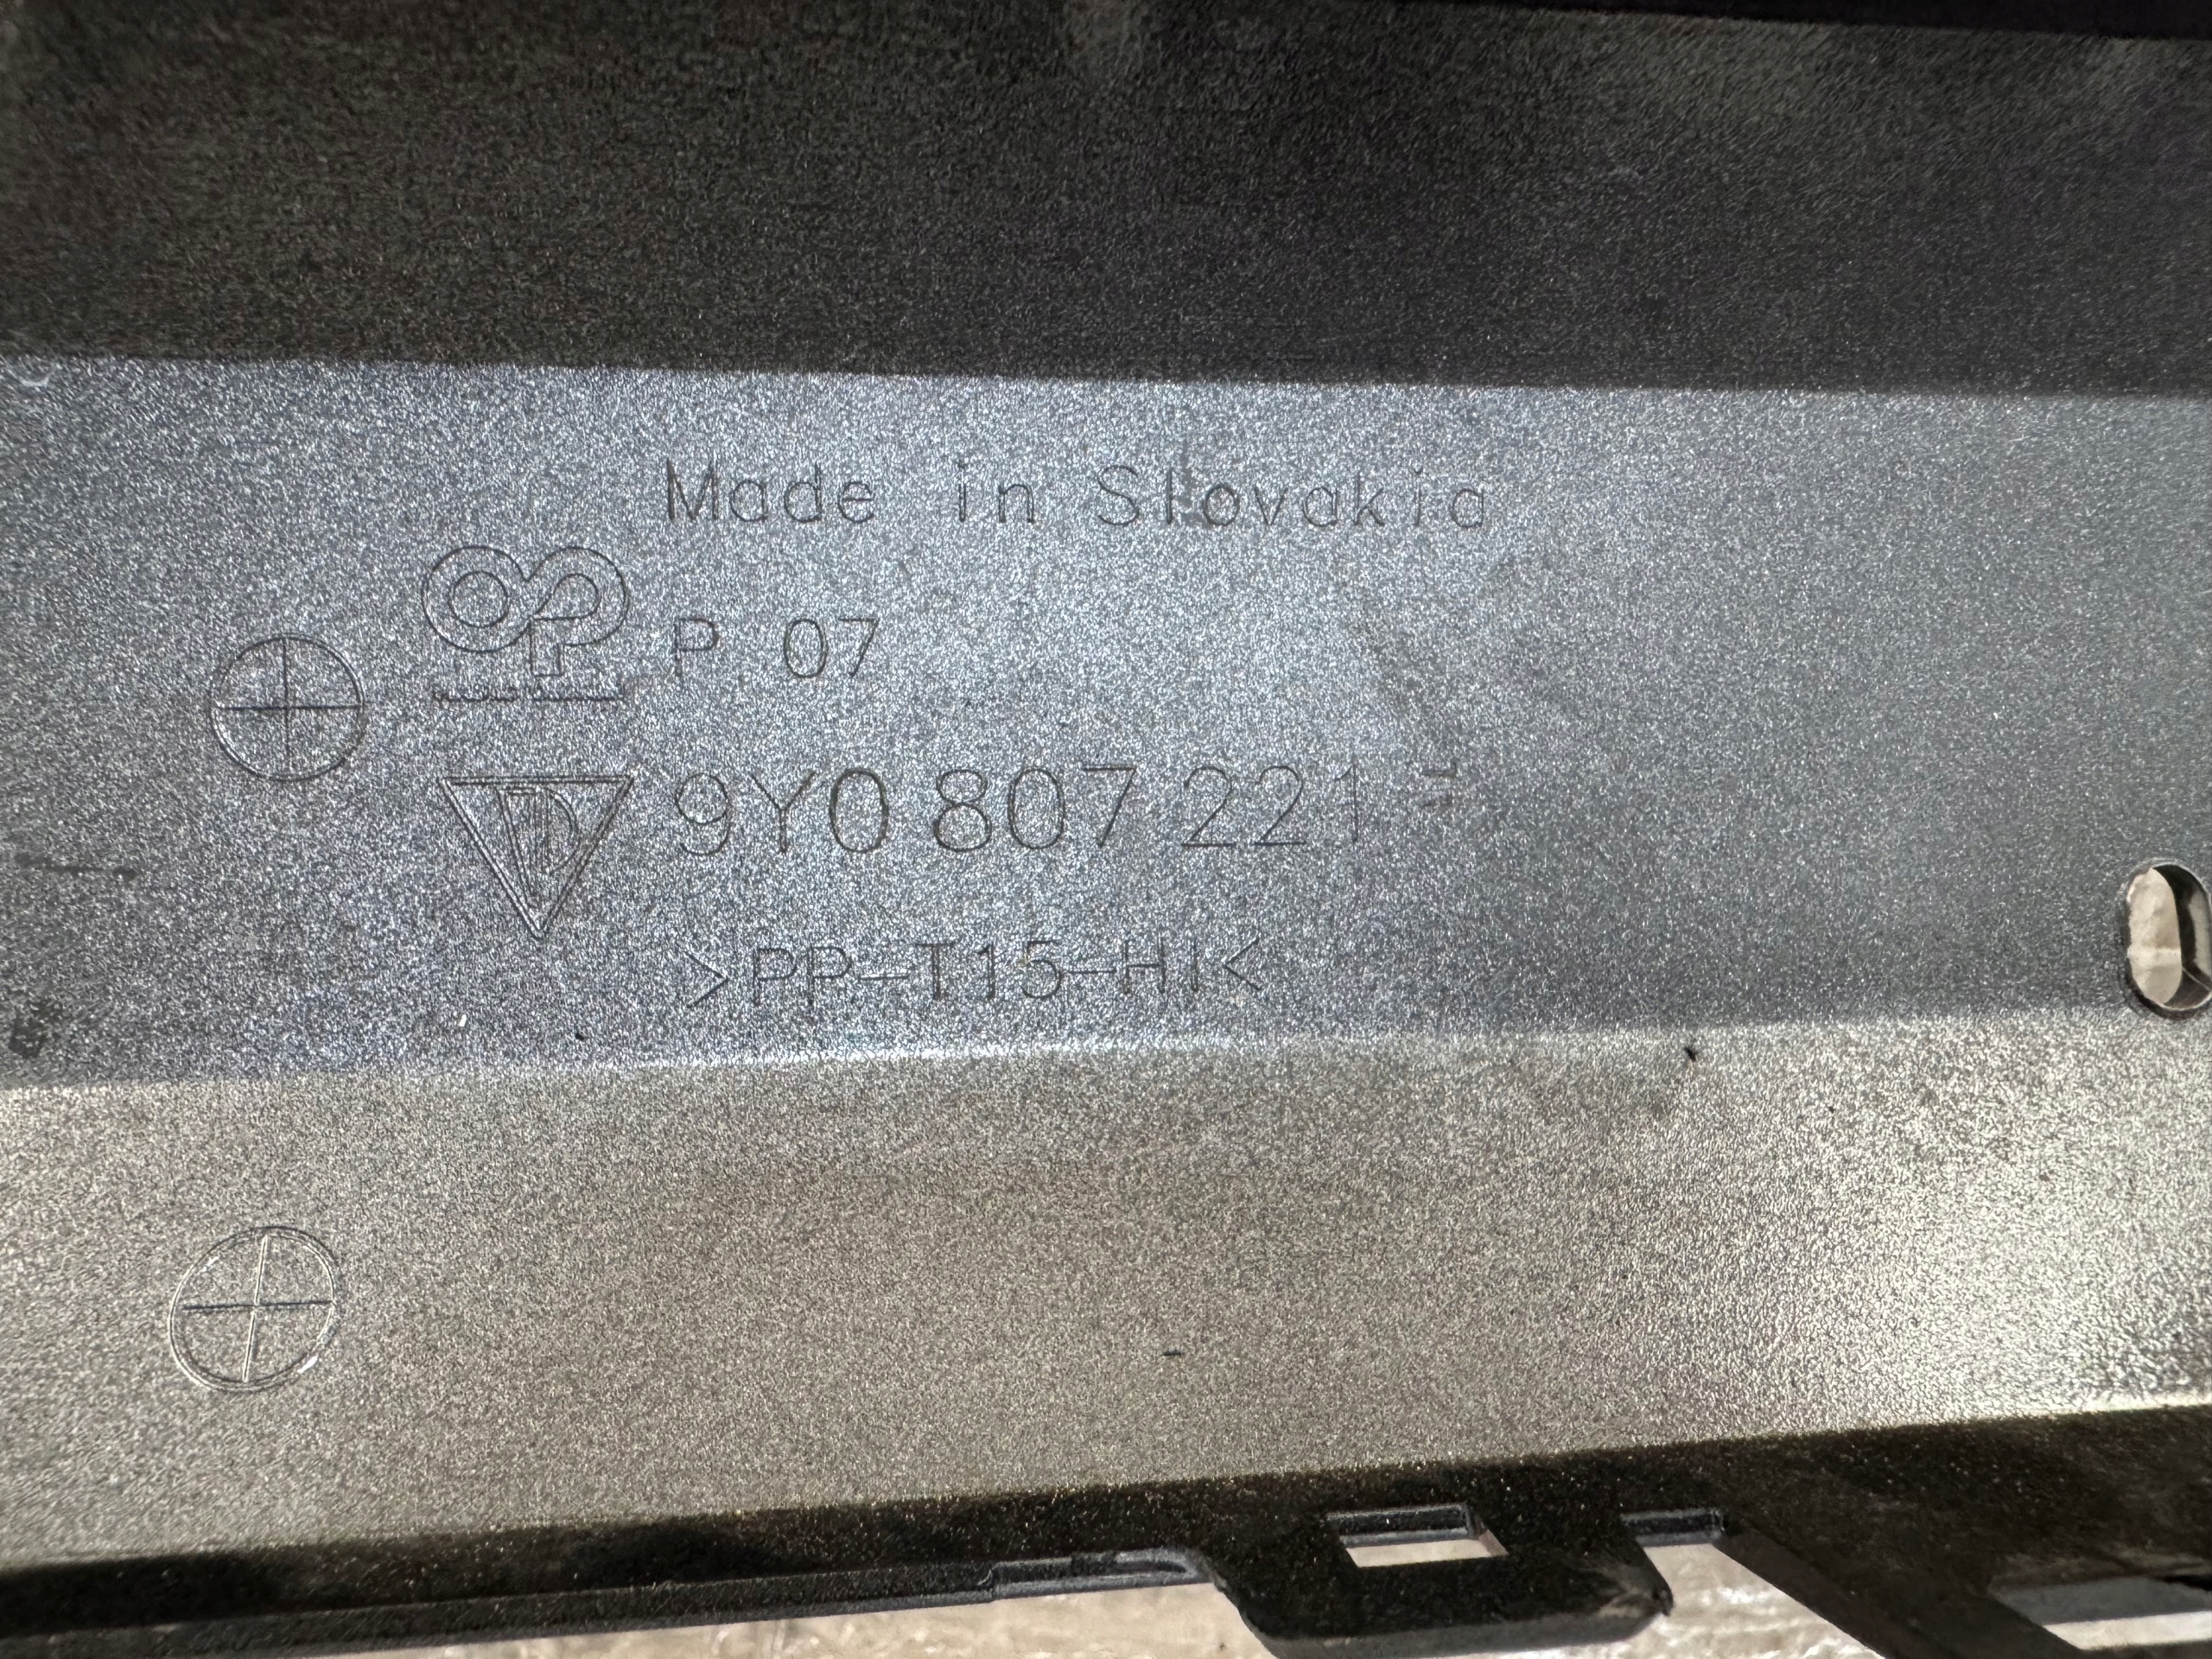 Made in Slovakia
P 07
9Y0 807 221
>PP-T15-HI<